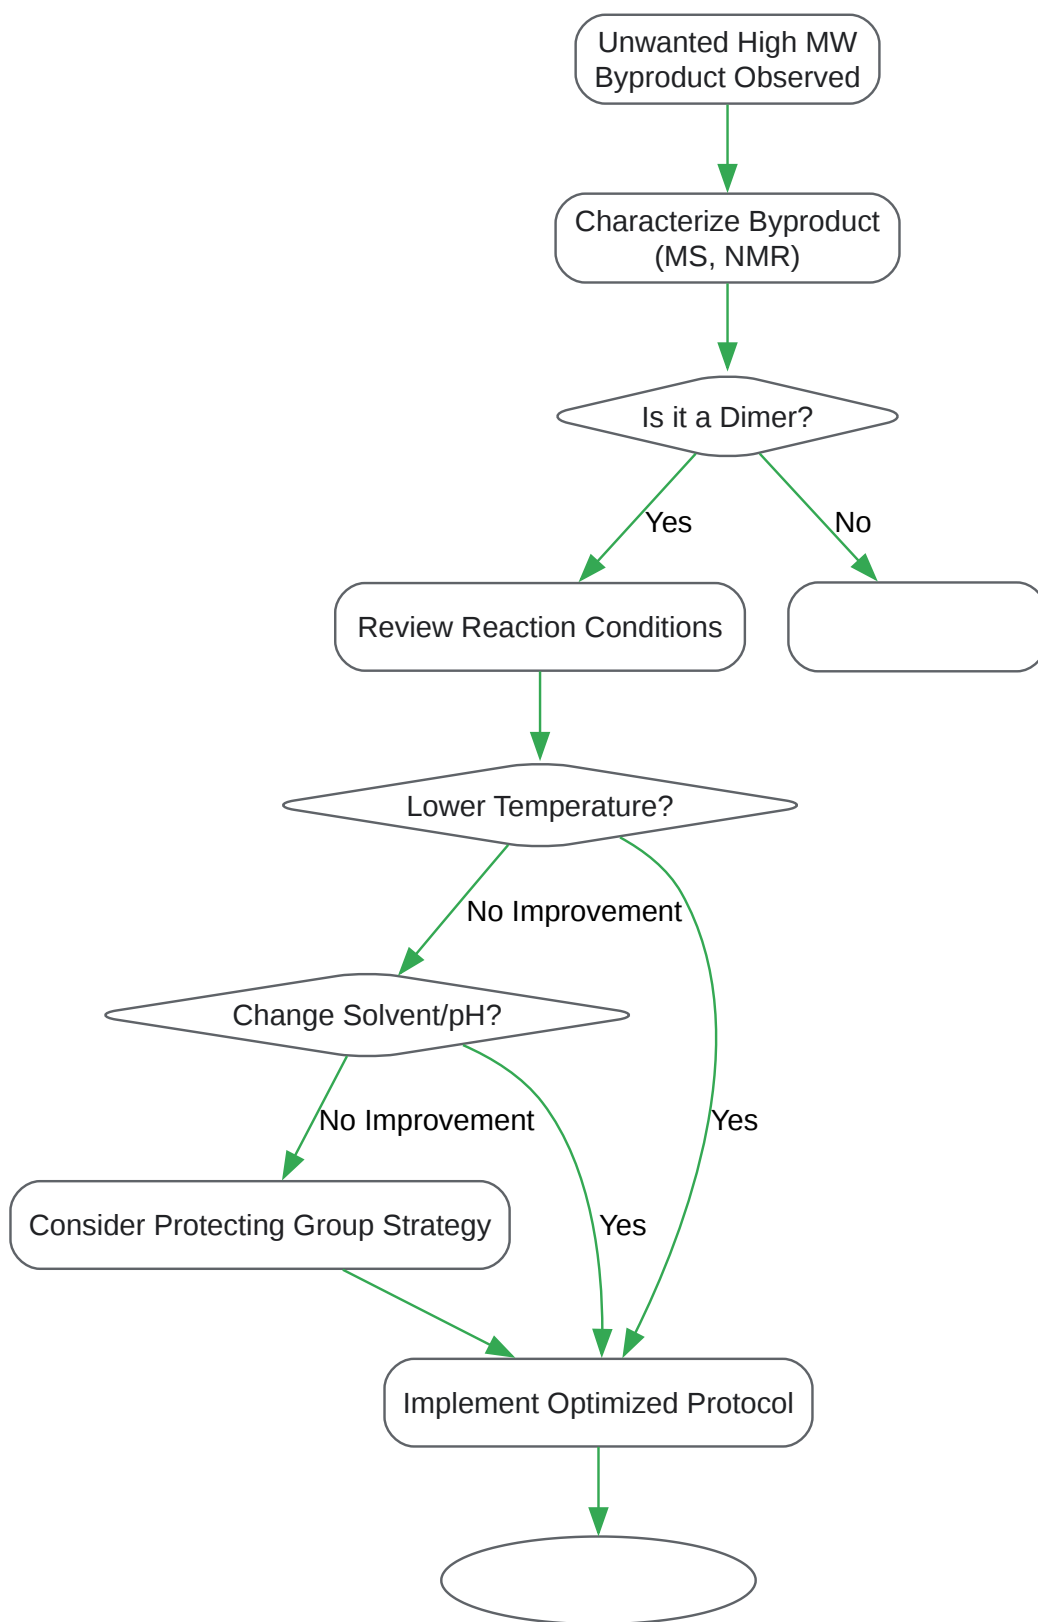 Unwanted High MW
Byproduct Observed
Characterize Byproduct
(MS, NMR)
Is it a Dimer?
Yes
No
Review Reaction Conditions
Lower Temperature?
No Improvement
Change Solvent/pH?
No Improvement
Yes
Consider Protecting Group Strategy
Yes
Implement Optimized Protocol